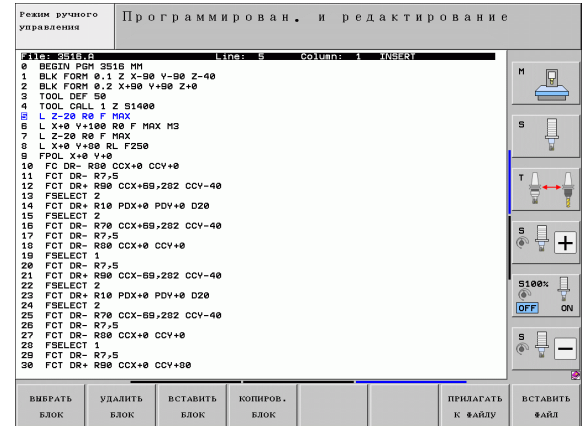 Режим ручного
управления
Программирован. и редактирование
File: 3516.A Line: 5 Column: 1 INSERT
0 BEGIN PGM 3516 MM
1 BLK FORM 0.1 Z X-90 Y-90 Z-40
2 BLK FORM 0.2 X+90 Y+90 Z+0
3 TOOL DEF 50
4 TOOL CALL 1 Z S1400
5 L Z-20 R0 F MAX
6 L X+0 Y+100 R0 F MAX M3
7 L Z-20 R0 F MAX
8 L X+0 Y+80 RL F250
9 FPOL X+0 Y+0
10 FC DR- R80 CCX+0 CCY+0
11 FCT DR- R7,5
12 FCT DR+ R90 CCX+69,282 CCY-40
13 FSELECT 2
14 FCT DR+ R10 PDX+0 PDY+0 D20
15 FSELECT 2
16 FCT DR- R70 CCX+69,282 CCY-40
17 FCT DR- R7,5
18 FCT DR- R80 CCX+0 CCY+0
19 FSELECT 1
20 FCT DR- R7,5
21 FCT DR+ R90 CCX-69,282 CCY-40
22 FSELECT 2
23 FCT DR+ R10 PDX+0 PDY+0 D20
24 FSELECT 2
25 FCT DR- R70 CCX-69,282 CCY-40
26 FCT DR- R7,5
27 FCT DR- R80 CCX+0 CCY+0
28 FSELECT 1
29 FCT DR- R7,5
30 FCT DR+ R90 CCX+0 CCY+80
M
S
T
S
+
S100%
OFF ON
S
−
ВЫБРАТЬ
БЛОК
УДАЛИТЬ
БЛОК
ВСТАВИТЬ
БЛОК
КОПИРОВ.
БЛОК
ПРИЛАГАТЬ
К ФАЙЛУ
ВСТАВИТЬ
ФАЙЛ